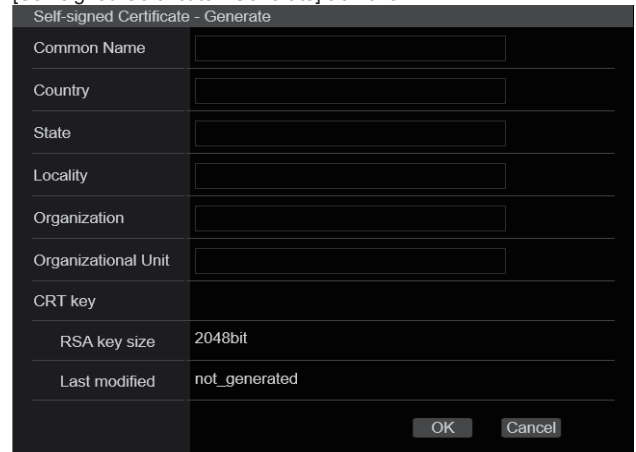 Self-signed Certificate - Generate
Common Name
Country
State
Locality
Organization
Organizational Unit
CRT key
RSA key size 2048bit
Last modified not_generated
OK Cancel